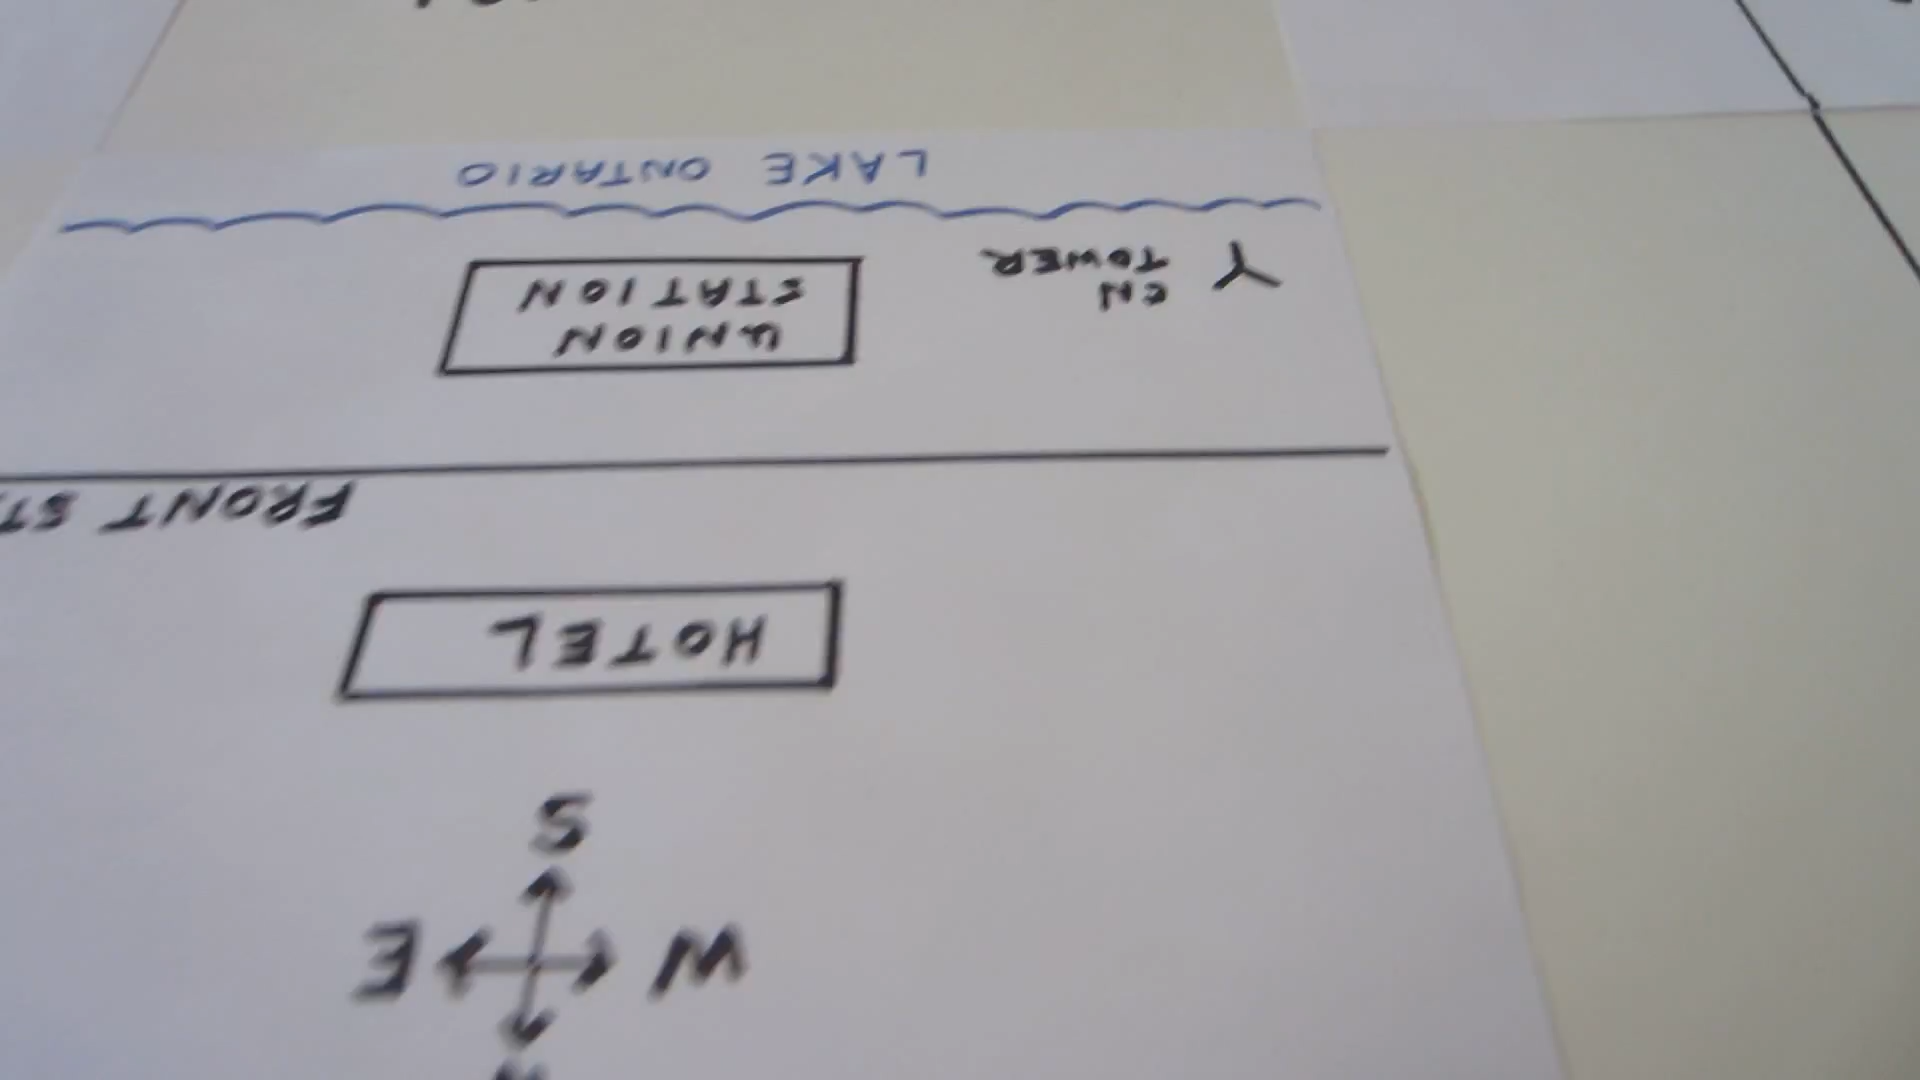 N
W E
S
HOTEL
FRONT ST.
UNION
STATION
CN
TOWER
LAKE ONTARIO